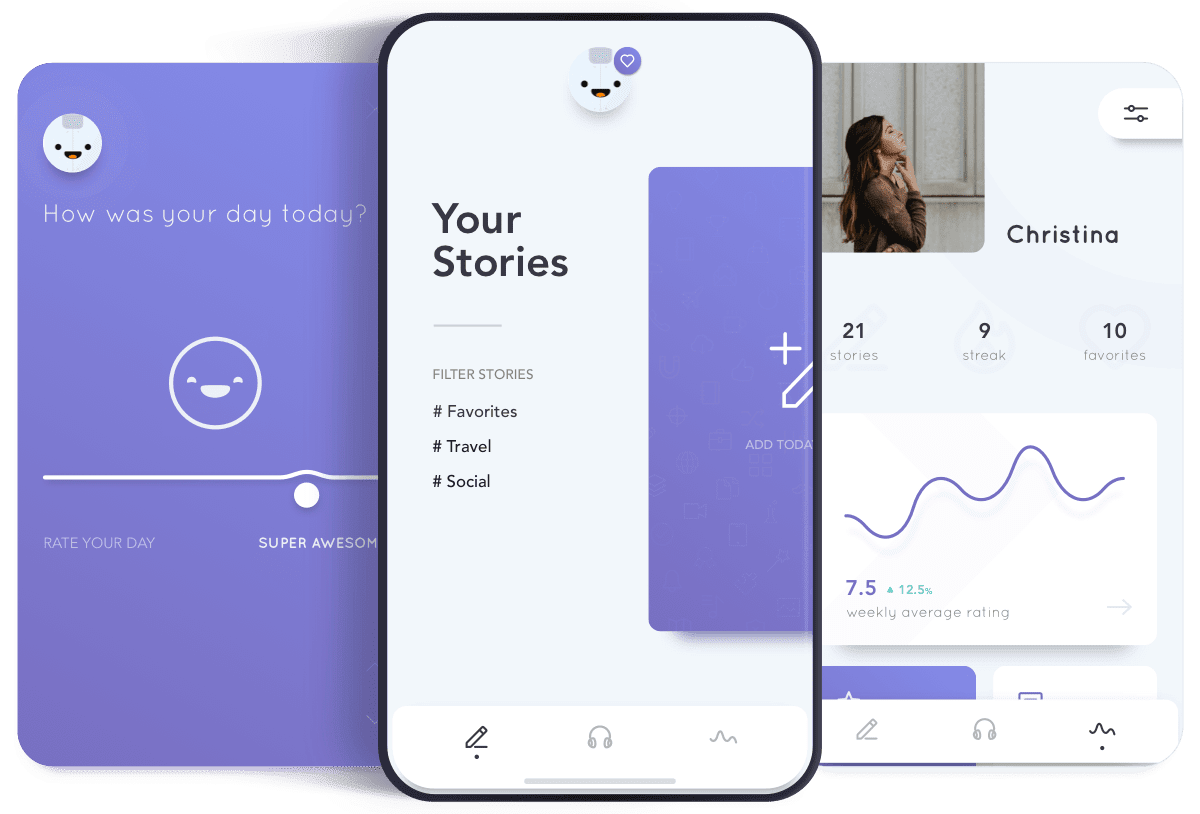 How was your day today?
RATE YOUR DAY
SUPER AWESOM
Your
Stories
FILTER STORIES
# Favorites
# Travel
# Social
ADD TODA
Christina
21
stories
9
streak
10
favorites
7.5 ▲ 12.5%
weekly average rating